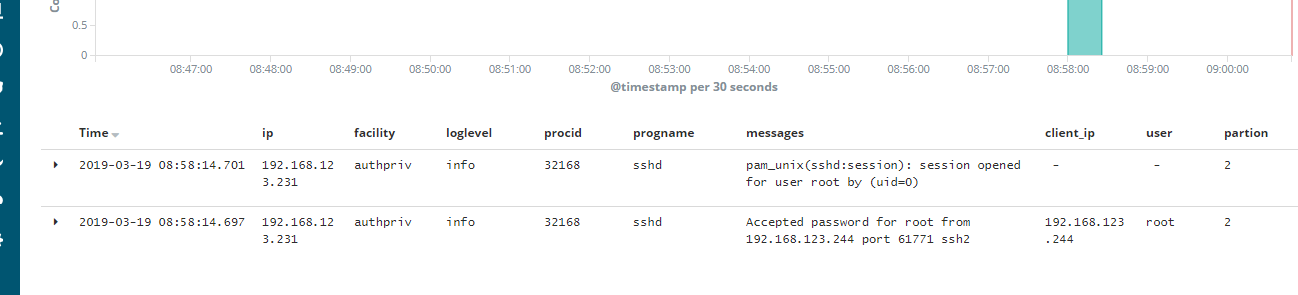 0.5
0
08:47:00 08:48:00 08:49:00 08:50:00 08:51:00 08:52:00 08:53:00 08:54:00 08:55:00 08:56:00 08:57:00 08:58:00 08:59:00 09:00:00
@timestamp per 30 seconds
Time ip facility loglevel procid progname messages client_ip user partion
2019-03-19 08:58:14.701 192.168.12 authpriv info 32168 sshd pam_unix(sshd:session): session opened - - 2
3.231 for user root by (uid=0)
2019-03-19 08:58:14.697 192.168.12 authpriv info 32168 sshd Accepted password for root from 192.168.123 root 2
3.231 192.168.123.244 port 61771 ssh2 .244